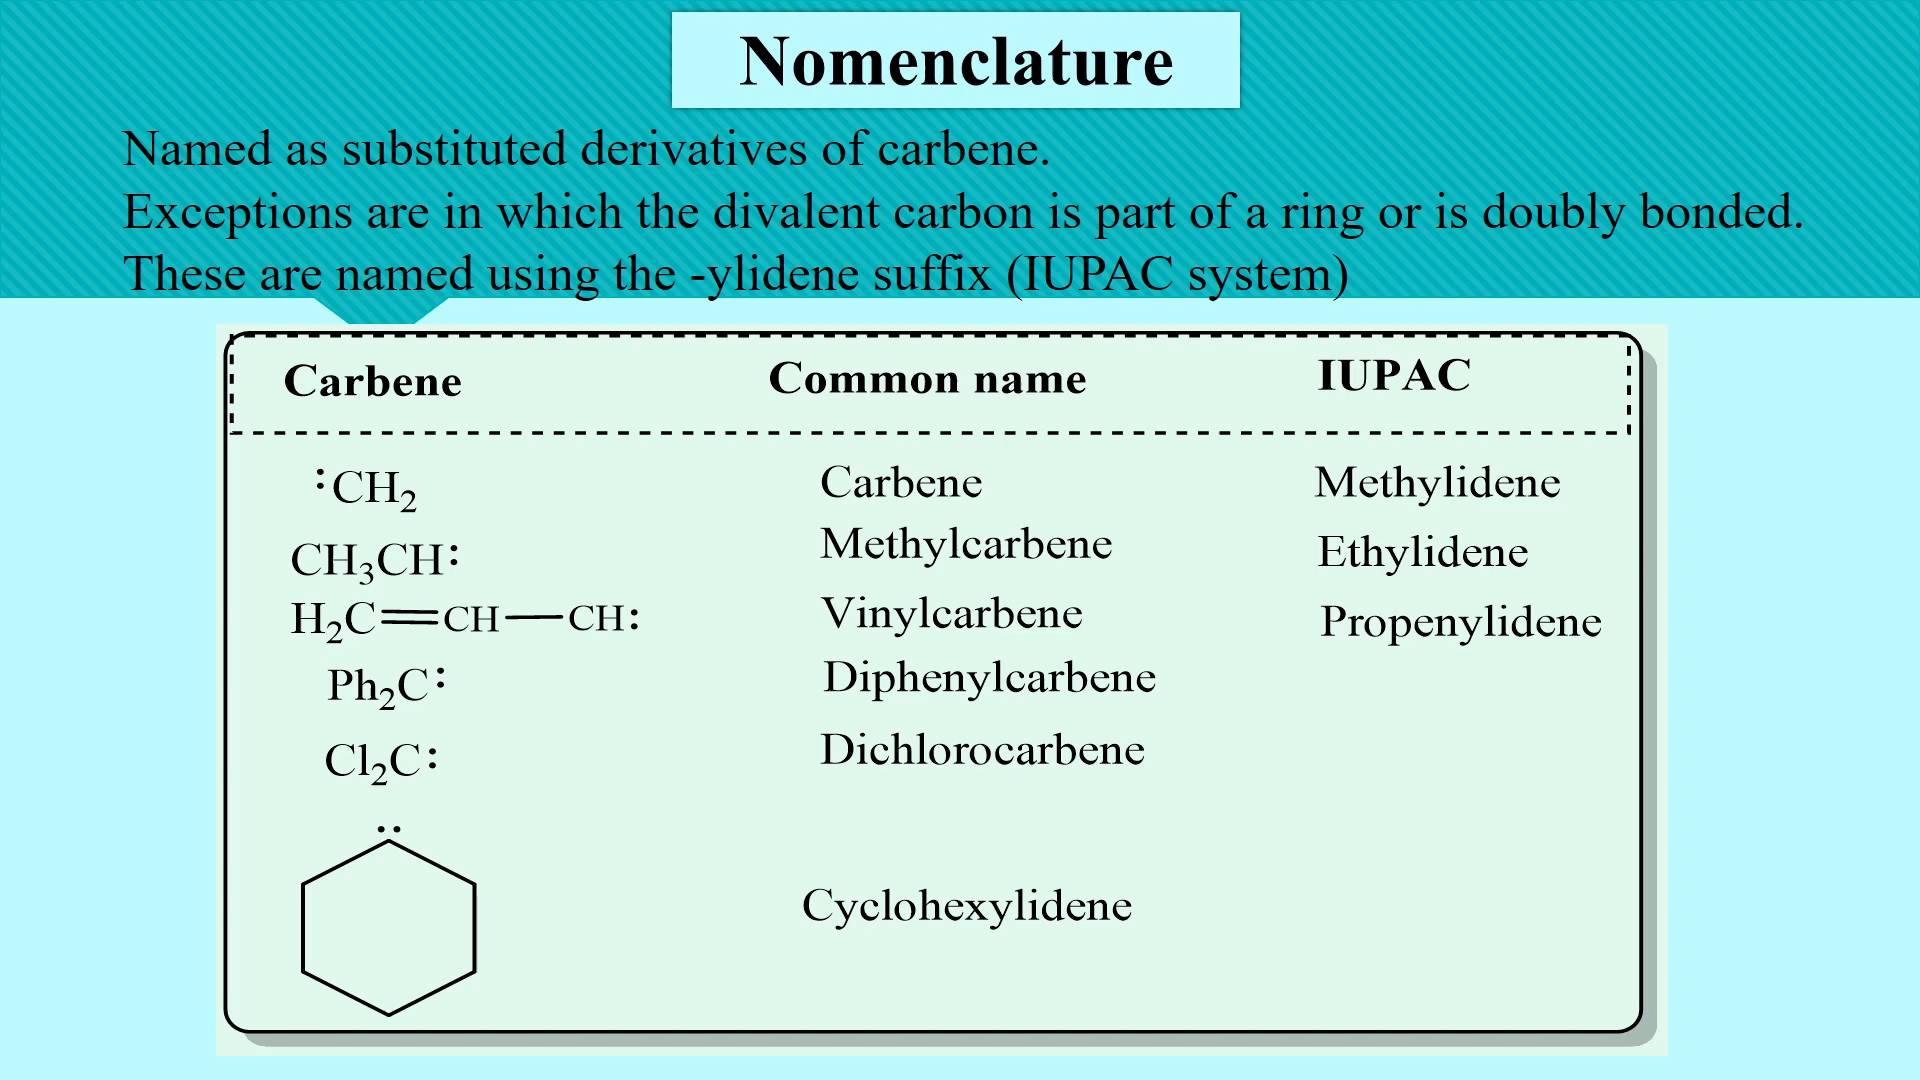 Nomenclature
Named as substituted derivatives of carbene.
Exceptions are in which the divalent carbon is part of a ring or is doubly bonded.
These are named using the -ylidene suffix (IUPAC system)
Carbene Common name IUPAC
:CH₂ Carbene Methylidene
CH₃CH: Methylcarbene Ethylidene
H₂C=CH—CH: Vinylcarbene Propenylidene
Ph₂C: Diphenylcarbene
Cl₂C: Dichlorocarbene
..
Cyclohexylidene